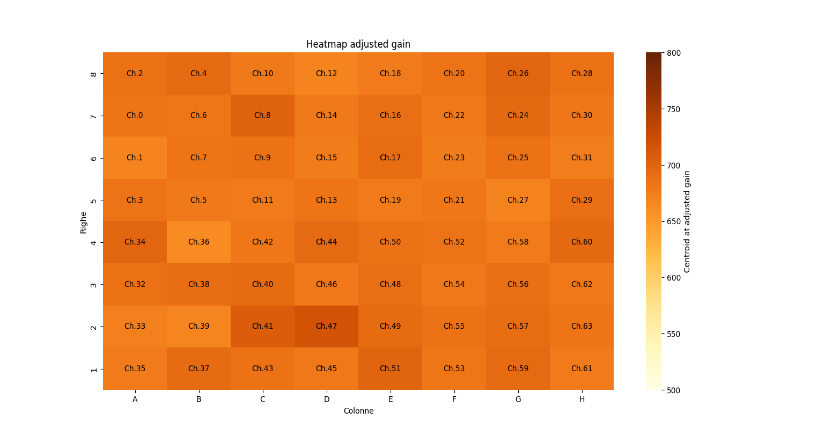 Heatmap adjusted gain
8 Ch.2 Ch.4 Ch.10 Ch.12 Ch.18 Ch.20 Ch.26 Ch.28
7 Ch.0 Ch.6 Ch.8 Ch.14 Ch.16 Ch.22 Ch.24 Ch.30
6 Ch.1 Ch.7 Ch.9 Ch.15 Ch.17 Ch.23 Ch.25 Ch.31
5 Ch.3 Ch.5 Ch.11 Ch.13 Ch.19 Ch.21 Ch.27 Ch.29
4 Ch.34 Ch.36 Ch.42 Ch.44 Ch.50 Ch.52 Ch.58 Ch.60
3 Ch.32 Ch.38 Ch.40 Ch.46 Ch.48 Ch.54 Ch.56 Ch.62
2 Ch.33 Ch.39 Ch.41 Ch.47 Ch.49 Ch.55 Ch.57 Ch.63
1 Ch.35 Ch.37 Ch.43 Ch.45 Ch.51 Ch.53 Ch.59 Ch.61
A B C D E F G H
Colonne
Righe
800
750
700
650
600
550
500
Centroid at adjusted gain